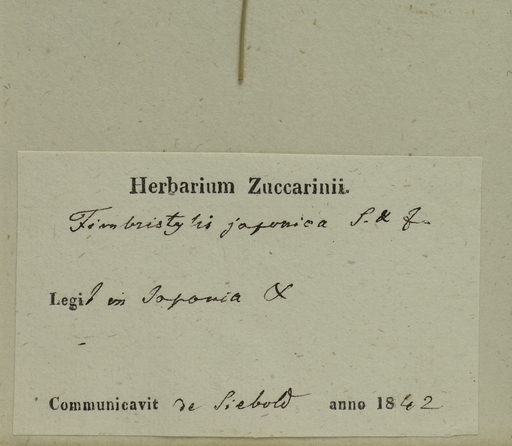 Herbarium Zuccarinii.
Fimbristylis japonica S. & Z.
Legit in Japonia
Communicavit de Siebold anno 1842